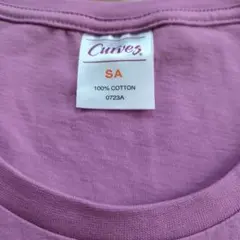 Curves
SA
100% COTTON
0723A